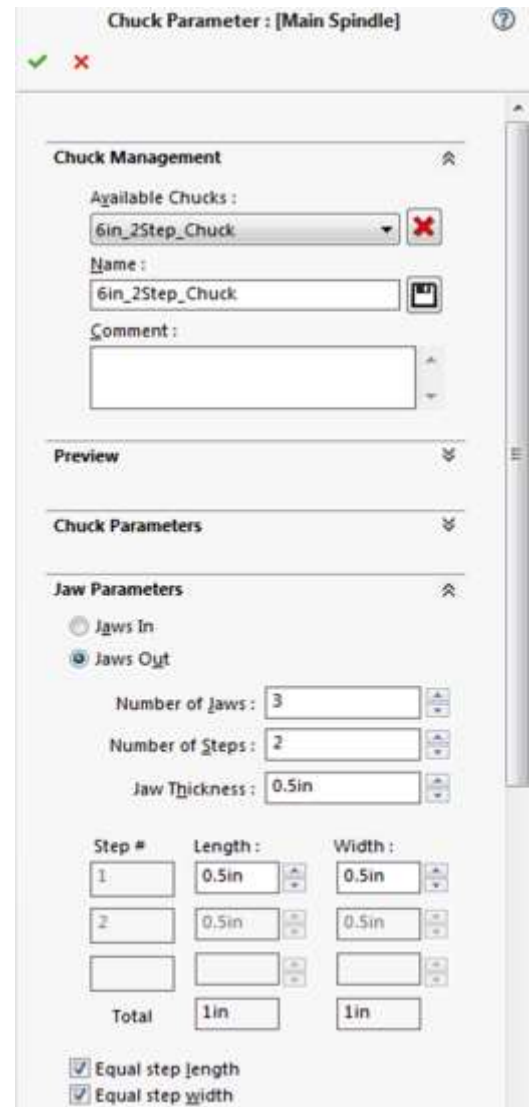 Chuck Parameter : [Main Spindle]
?
Chuck Management
Available Chucks :
6in_2Step_Chuck
Name :
6in_2Step_Chuck
Comment :
Preview
Chuck Parameters
Jaw Parameters
Jaws In
Jaws Out
Number of Jaws : 3
Number of Steps : 2
Jaw Thickness : 0.5in
Step # Length : Width :
1 0.5in 0.5in
2 0.5in 0.5in
Total 1in 1in
Equal step length
Equal step width